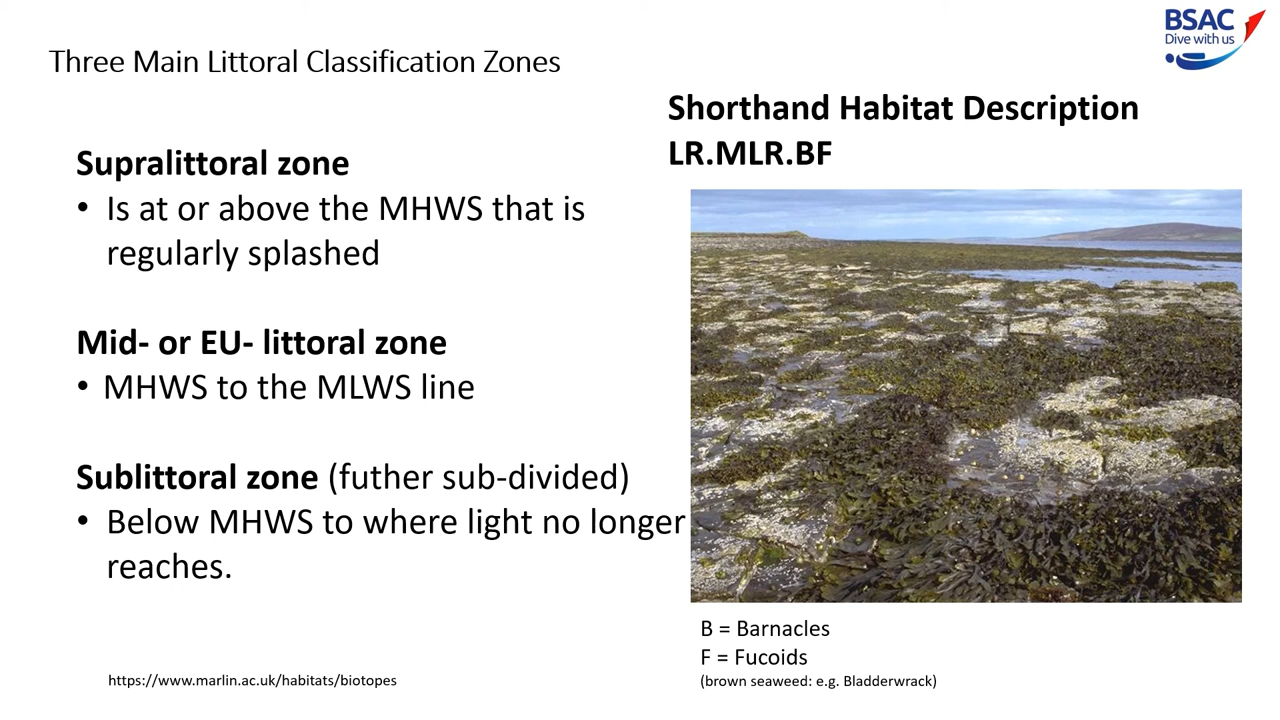 BSAC
Dive with us
Three Main Littoral Classification Zones
Supralittoral zone
• Is at or above the MHWS that is
regularly splashed
Mid- or EU- littoral zone
• MHWS to the MLWS line
Sublittoral zone (futher sub-divided)
• Below MHWS to where light no longer
reaches.
https://www.marlin.ac.uk/habitats/biotopes
Shorthand Habitat Description
LR.MLR.BF
B = Barnacles
F = Fucoids
(brown seaweed: e.g. Bladderwrack)